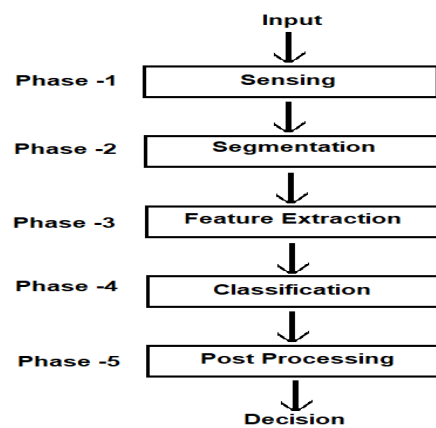 Input
Phase -1 Sensing
Phase -2 Segmentation
Phase -3 Feature Extraction
Phase -4 Classification
Phase -5 Post Processing
Decision